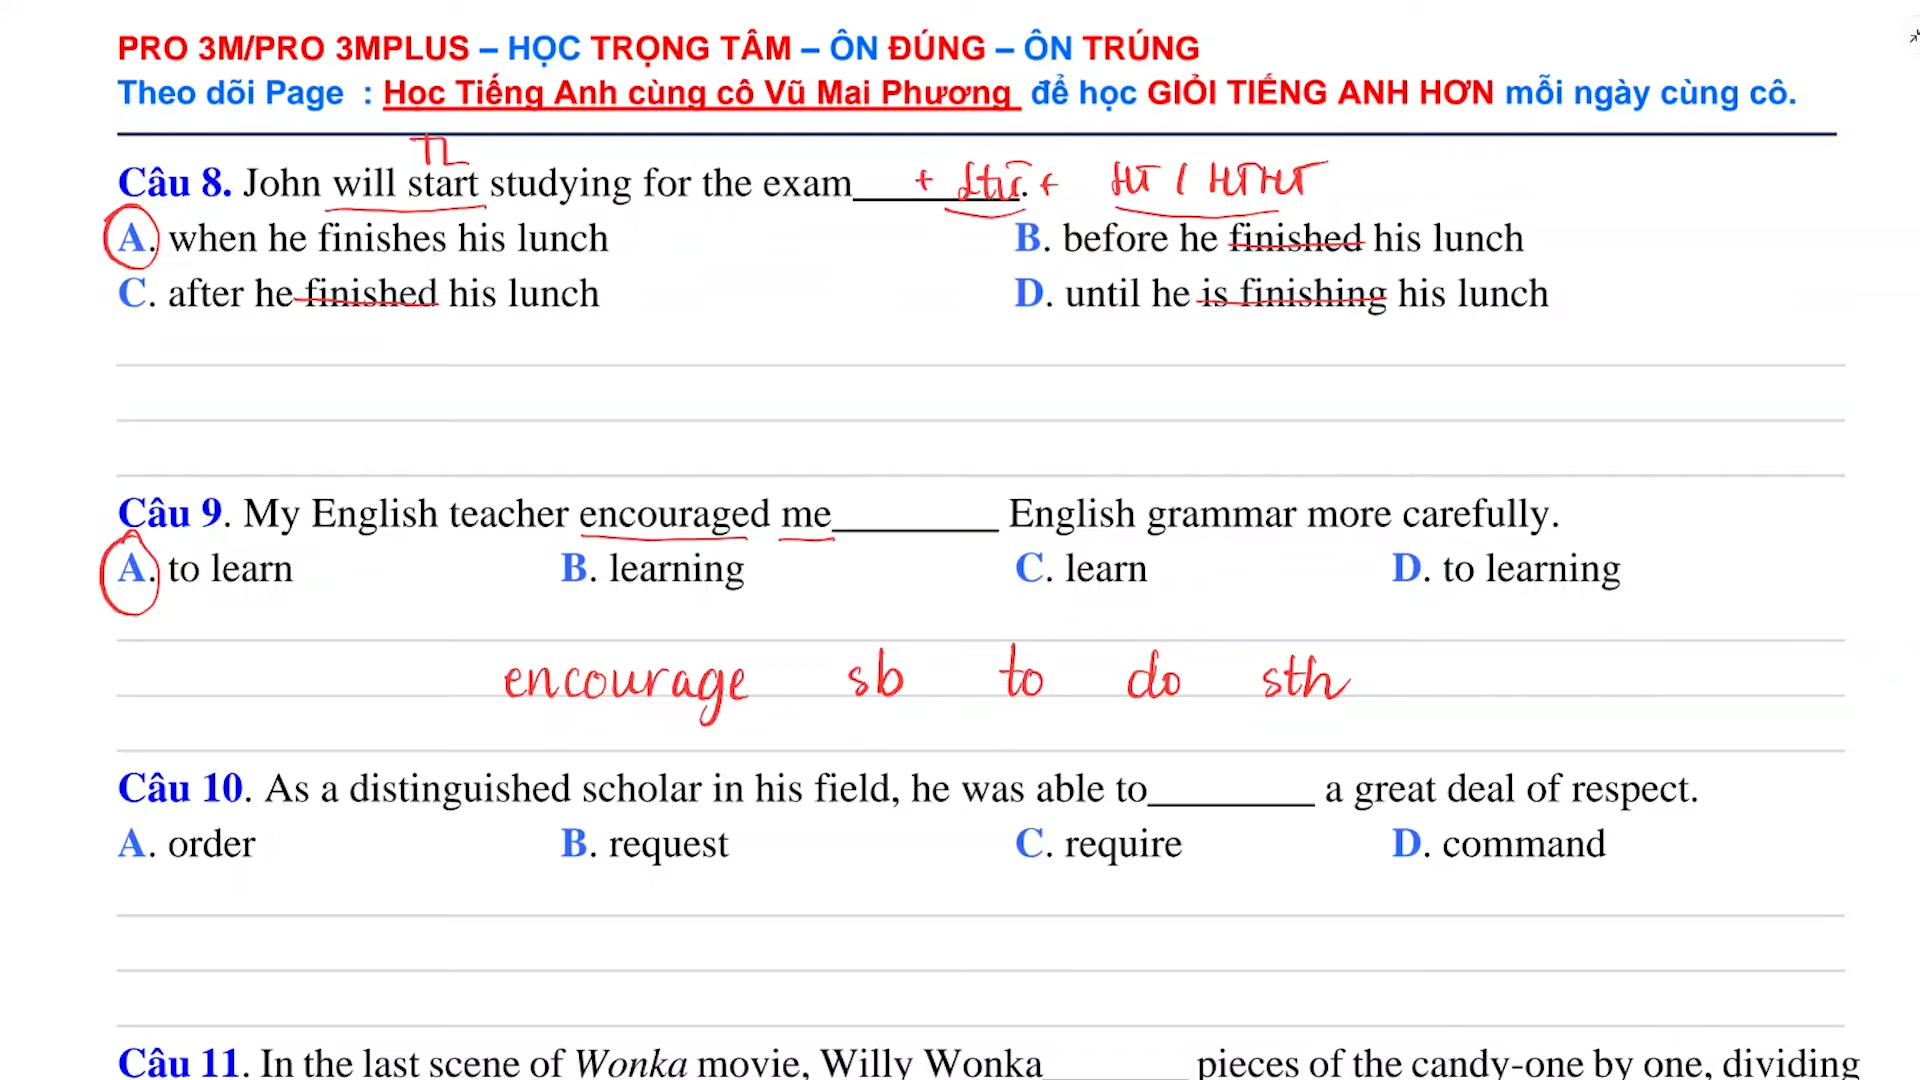 PRO 3M/PRO 3MPLUS – HỌC TRỌNG TÂM – ÔN ĐÚNG – ÔN TRÚNG
Theo dõi Page : Học Tiếng Anh cùng cô Vũ Mai Phương để học GIỎI TIẾNG ANH HƠN mỗi ngày cùng cô.
TL
Câu 8. John will start studying for the exam________. + + HT / HTHT
A. when he finishes his lunch B. before he finished his lunch
C. after he finished his lunch D. until he is finishing his lunch
Câu 9. My English teacher encouraged me________ English grammar more carefully.
A. to learn B. learning C. learn D. to learning
encourage sb to do sth
Câu 10. As a distinguished scholar in his field, he was able to________ a great deal of respect.
A. order B. request C. require D. command
Câu 11. In the last scene of Wonka movie, Willy Wonka_______ pieces of the candy-one by one, dividing